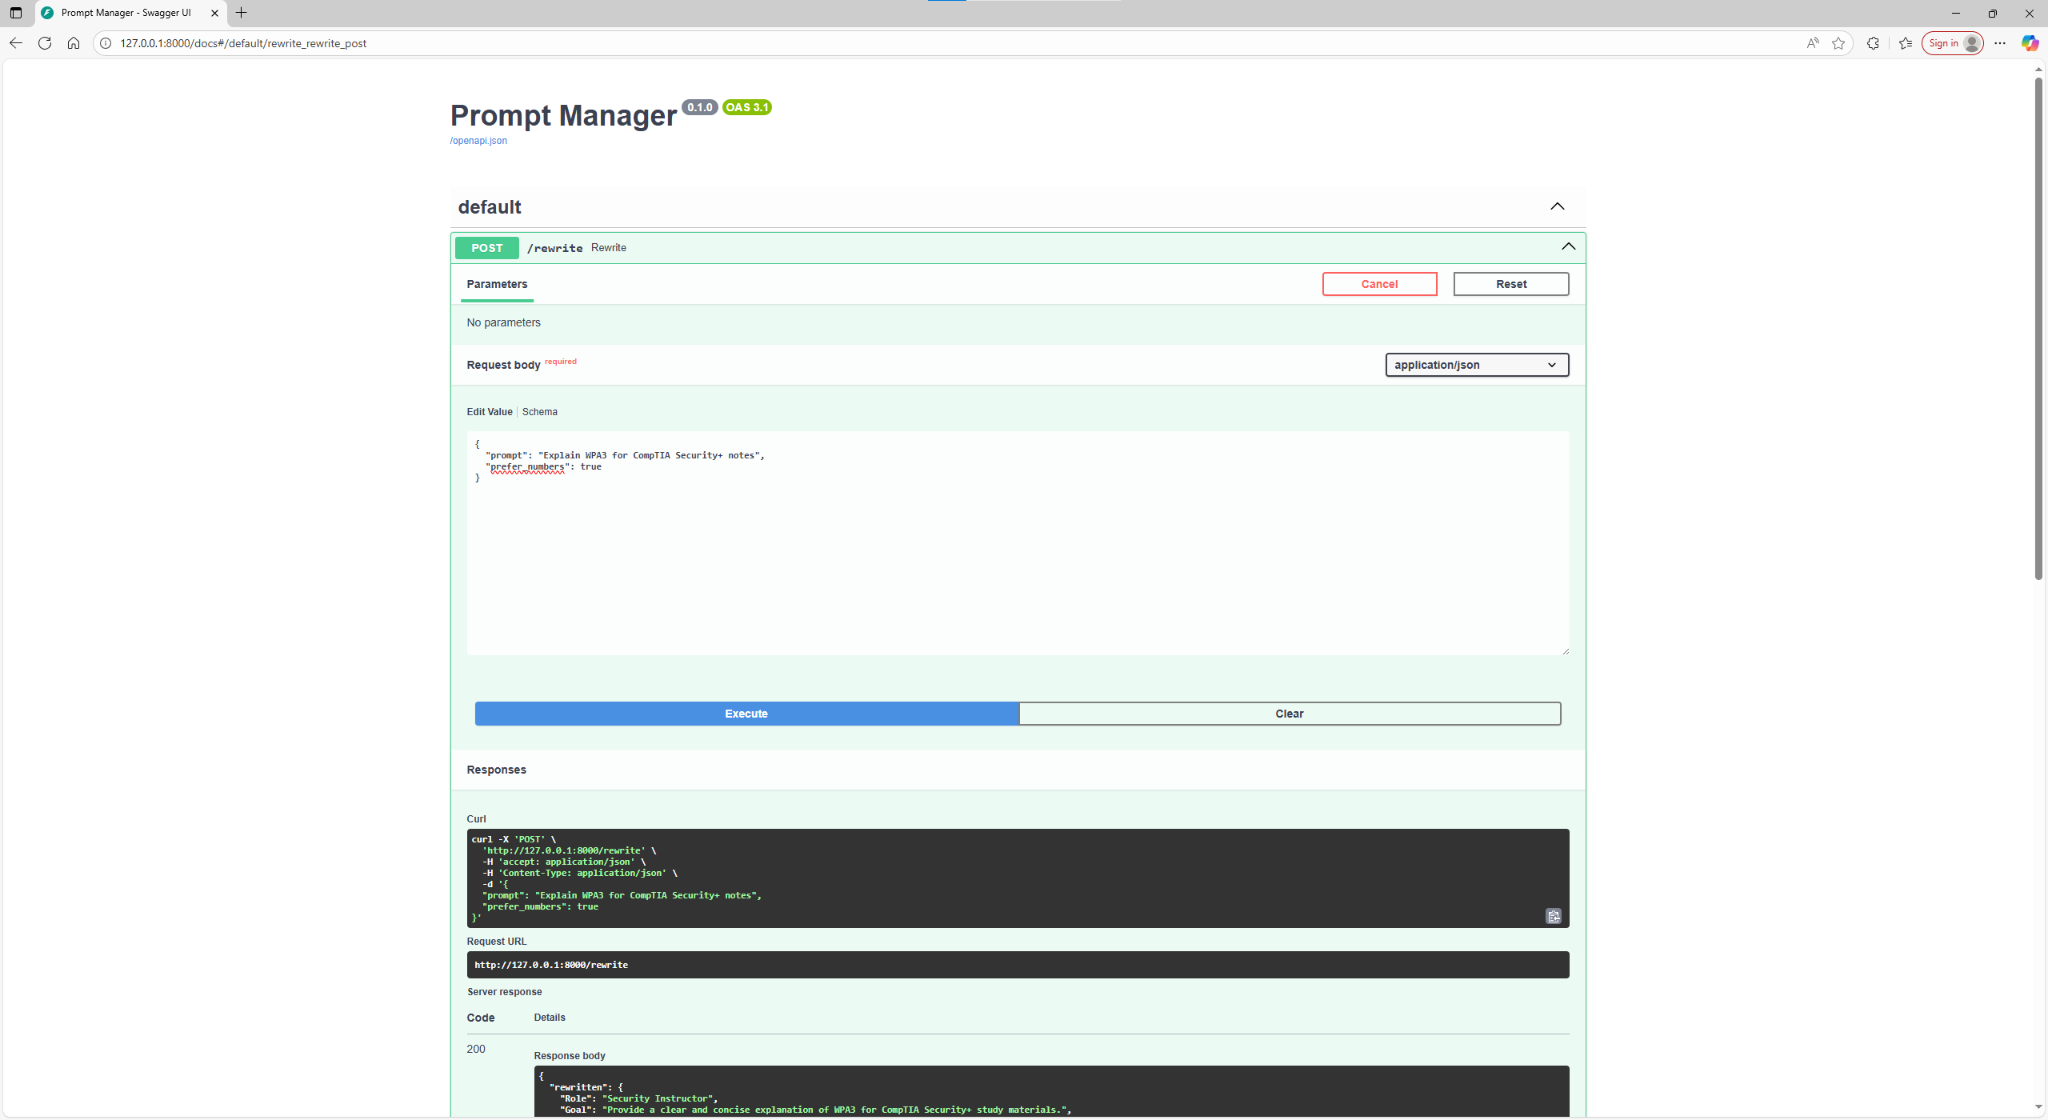 Prompt Manager - Swagger UI
127.0.0.1:8000/docs#/default/rewrite_rewrite_post
Sign in
Prompt Manager 0.1.0 OAS 3.1
/openapi.json
default
POST /rewrite Rewrite
Parameters
Cancel
Reset
No parameters
Request body required
application/json
Edit Value Schema
{
"prompt": "Explain WPA3 for CompTIA Security+ notes",
"prefer_numbers": true
}
Execute
Clear
Responses
Curl
curl -X 'POST' \
'http://127.0.0.1:8000/rewrite' \
-H 'accept: application/json' \
-H 'Content-Type: application/json' \
-d '{
"prompt": "Explain WPA3 for CompTIA Security+ notes",
"prefer_numbers": true
}'
Request URL
http://127.0.0.1:8000/rewrite
Server response
Code Details
200
Response body
{
"rewritten": {
"Role": "Security Instructor",
"Goal": "Provide a clear and concise explanation of WPA3 for CompTIA Security+ study materials.",